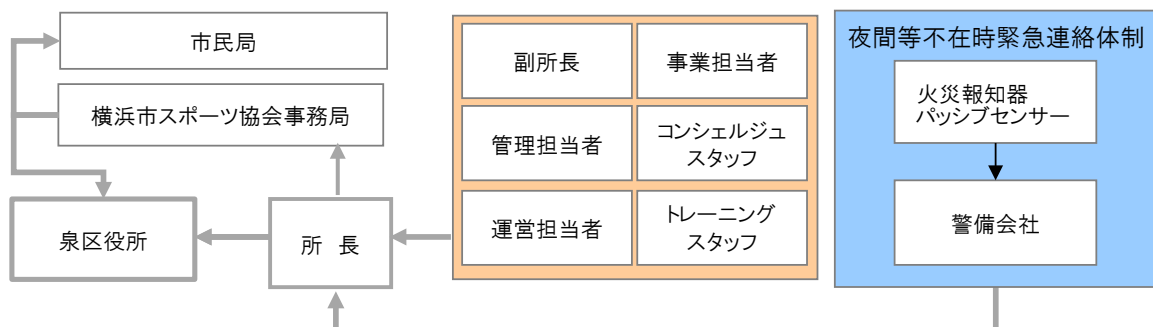 市民局
横浜市スポーツ協会事務局
泉区役所
所 長
副所長
事業担当者
管理担当者
コンシェルジュ
スタッフ
運営担当者
トレーニング
スタッフ
夜間等不在時緊急連絡体制
火災報知器
パッシブセンサー
警備会社